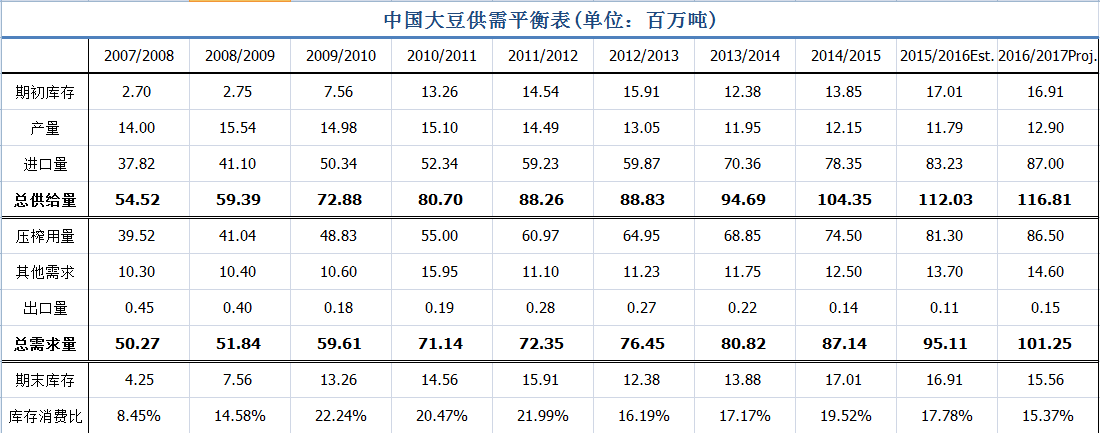 中国大豆供需平衡表(单位：百万吨)
2007/2008 2008/2009 2009/2010 2010/2011 2011/2012 2012/2013 2013/2014 2014/2015 2015/2016Est. 2016/2017Proj.
期初库存 2.70 2.75 7.56 13.26 14.54 15.91 12.38 13.85 17.01 16.91
产量 14.00 15.54 14.98 15.10 14.49 13.05 11.95 12.15 11.79 12.90
进口量 37.82 41.10 50.34 52.34 59.23 59.87 70.36 78.35 83.23 87.00
总供给量 54.52 59.39 72.88 80.70 88.26 88.83 94.69 104.35 112.03 116.81
压榨用量 39.52 41.04 48.83 55.00 60.97 64.95 68.85 74.50 81.30 86.50
其他需求 10.30 10.40 10.60 15.95 11.10 11.23 11.75 12.50 13.70 14.60
出口量 0.45 0.40 0.18 0.19 0.28 0.27 0.22 0.14 0.11 0.15
总需求量 50.27 51.84 59.61 71.14 72.35 76.45 80.82 87.14 95.11 101.25
期末库存 4.25 7.56 13.26 14.56 15.91 12.38 13.88 17.01 16.91 15.56
库存消费比 8.45% 14.58% 22.24% 20.47% 21.99% 16.19% 17.17% 19.52% 17.78% 15.37%